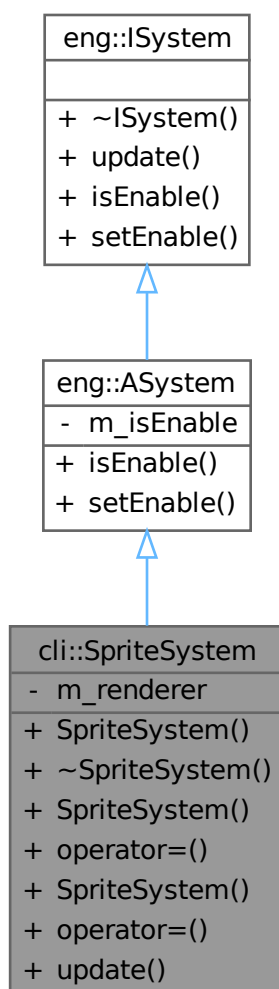 eng::ISystem
+ ~ISystem()
+ update()
+ isEnable()
+ setEnable()
eng::ASystem
- m_isEnable
+ isEnable()
+ setEnable()
cli::SpriteSystem
- m_renderer
+ SpriteSystem()
+ ~SpriteSystem()
+ SpriteSystem()
+ operator=()
+ SpriteSystem()
+ operator=()
+ update()